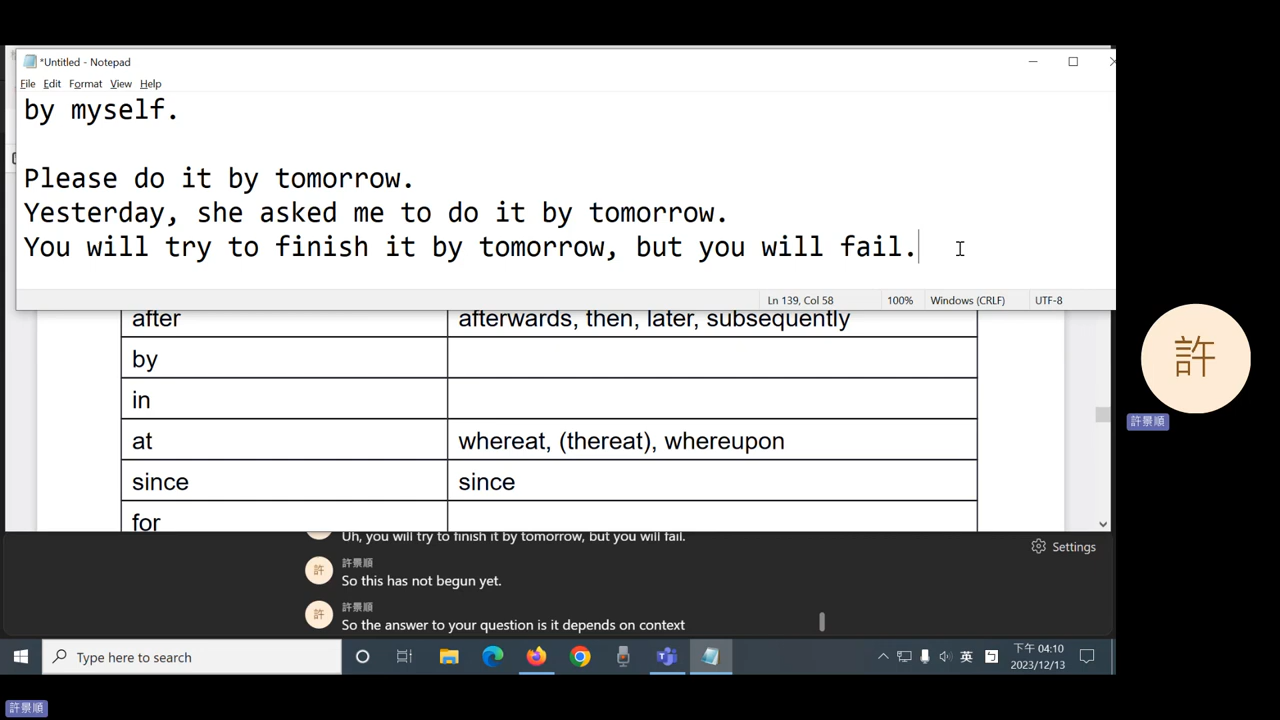 *Untitled - Notepad
File Edit Format View Help
by myself.
Please do it by tomorrow.
Yesterday, she asked me to do it by tomorrow.
You will try to finish it by tomorrow, but you will fail.
Ln 139, Col 58 100% Windows (CRLF) UTF-8
after afterwards, then, later, subsequently
by
in
at whereat, (thereat), whereupon
since since
for
許
許景順
Uh, you will try to finish it by tomorrow, but you will fail.
Settings
許景順
許 So this has not begun yet.
許景順
許 So the answer to your question is it depends on context
Type here to search
英
下午 04:10
2023/12/13
許景順